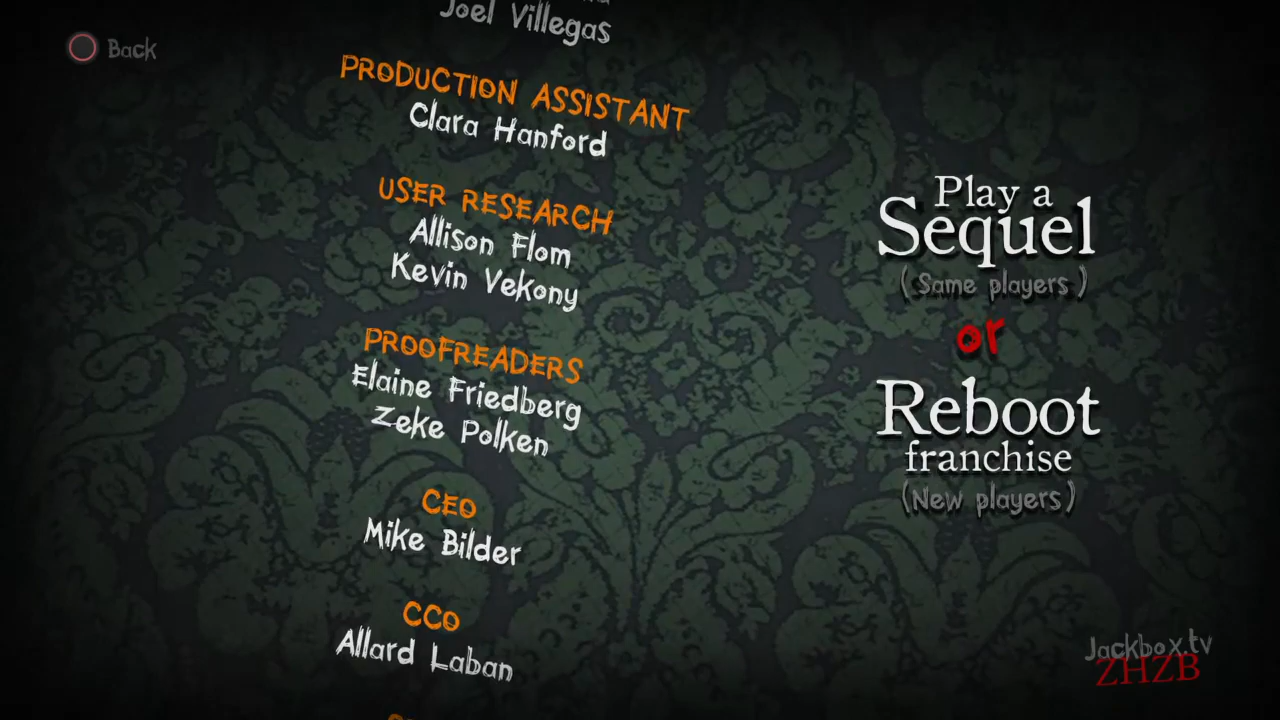 Back
Joel Villegas
PRODUCTION ASSISTANT
Clara Hanford
USER RESEARCH
Allison Flom
Kevin Vekony
PROOFREADERS
Elaine Friedberg
Zeke Polken
CEO
Mike Bilder
CCO
Allard Laban
Play a
Sequel
(Same players)
or
Reboot
franchise
(New players)
Jackbox.tv
ZHZB